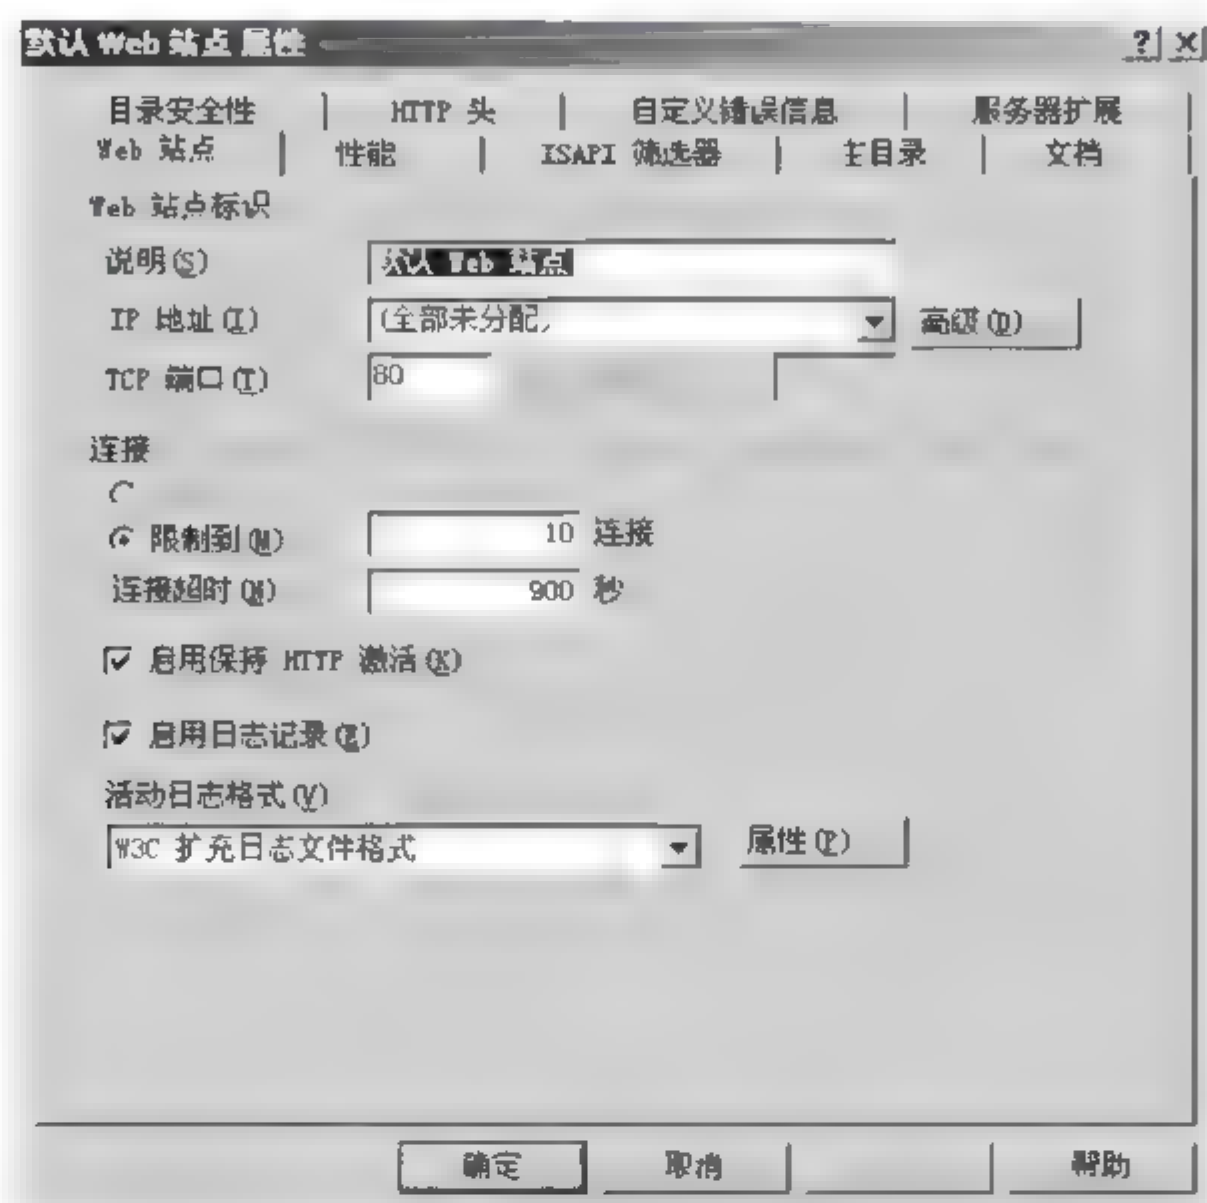 默认 Web 站点 属性
目录安全性 HTTP 头 自定义错误信息 服务器扩展
Web 站点 性能 ISAPI 筛选器 主目录 文档
Web 站点标识
说明(S) 默认 Web 站点
IP 地址(I) (全部未分配) 高级(D)
TCP 端口(T) 80
连接
限制到(M) 10 连接
连接超时(N) 900 秒
启用保持 HTTP 激活(K)
启用日志记录(E)
活动日志格式(V)
W3C 扩充日志文件格式 属性(P)
确定 取消 帮助